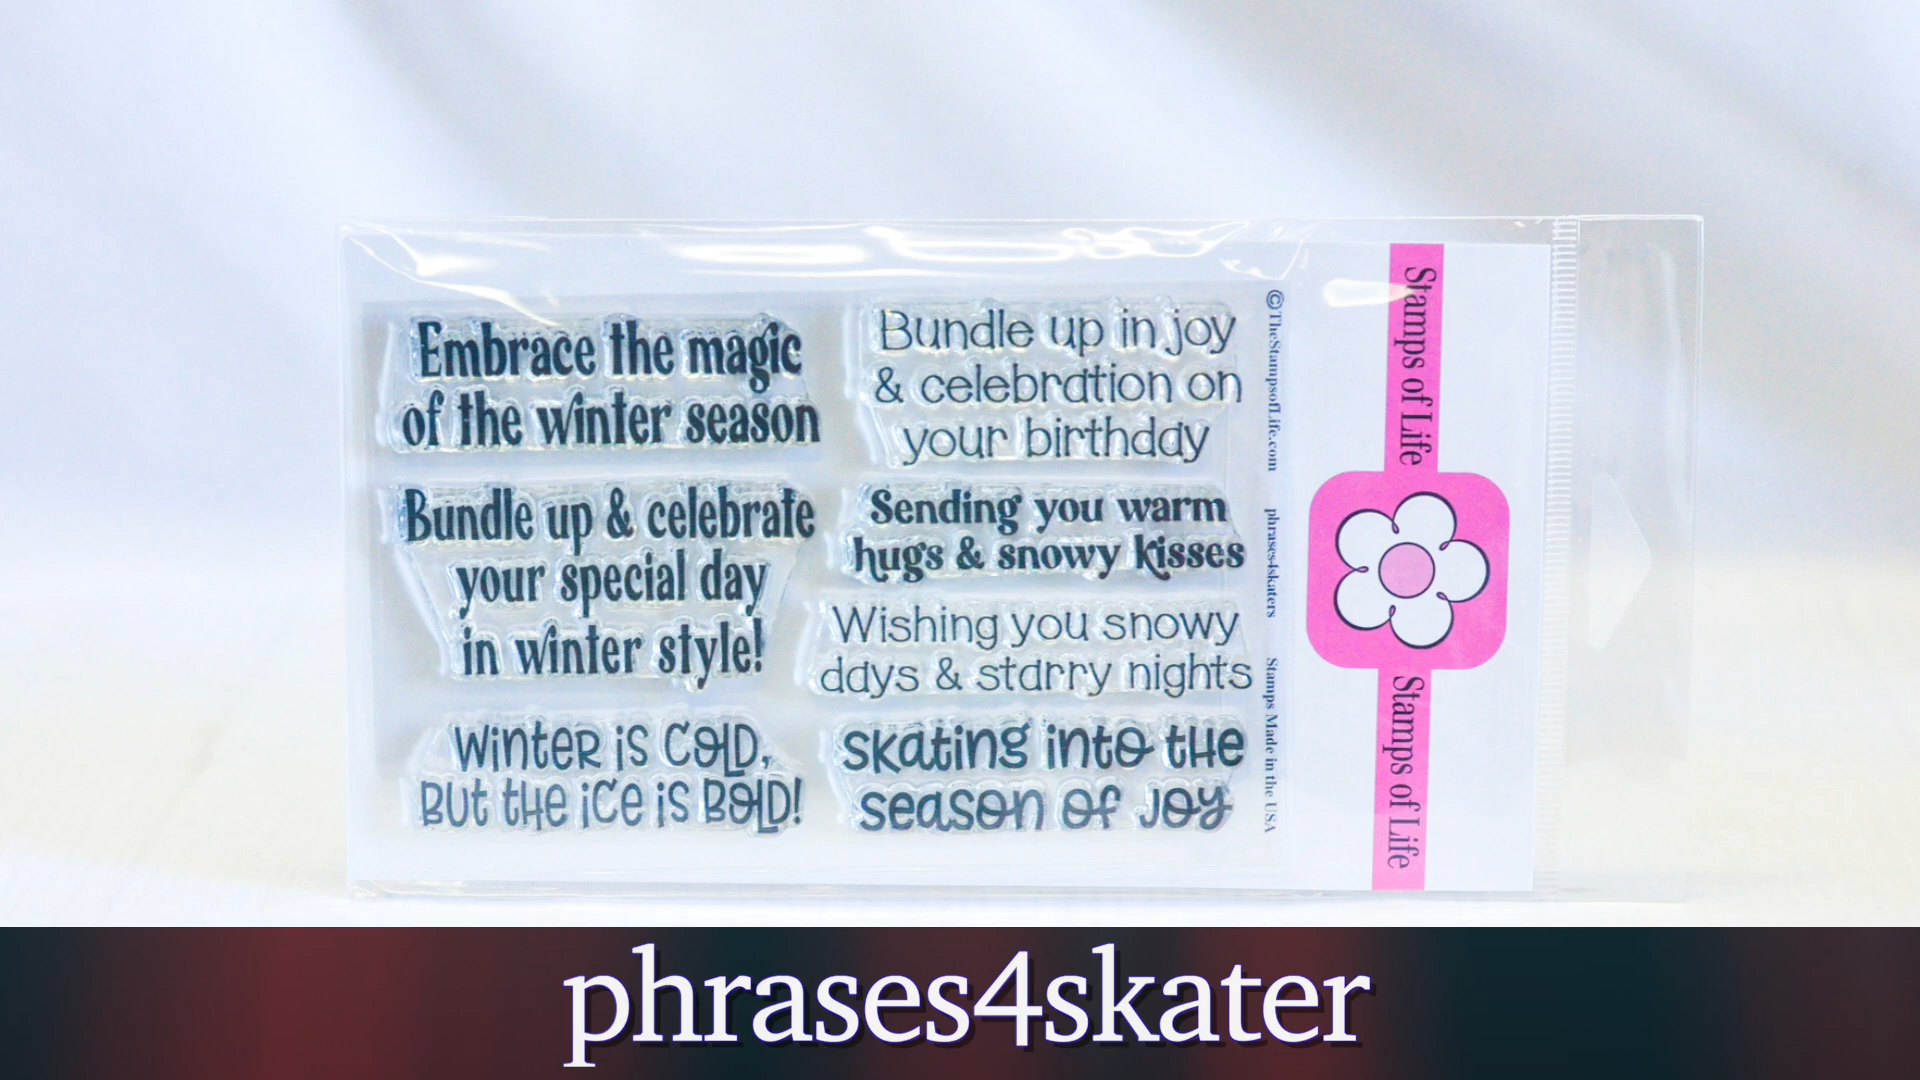 Embrace the magic
of the winter season
Bundle up & celebrate
your special day
in winter style!
Winter is cold,
but the ice is bold!
Bundle up in joy
& celebration on
your birthday
Sending you warm
hugs & snowy kisses
Wishing you snowy
days & starry nights
skating into the
season of joy
©TheStampsofLife.com phrases4skaters Stamps Made in the USA
Stamps of Life
Stamps of Life
phrases4skater